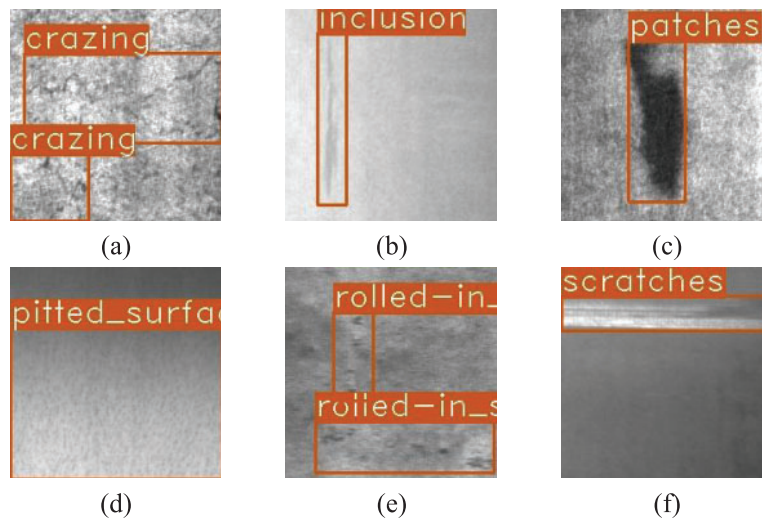 crazing
crazing
(a)
inclusion
(b)
patches
(c)
pitted_surfac
(d)
rolled-in_
rolled-in_s
(e)
scratches
(f)